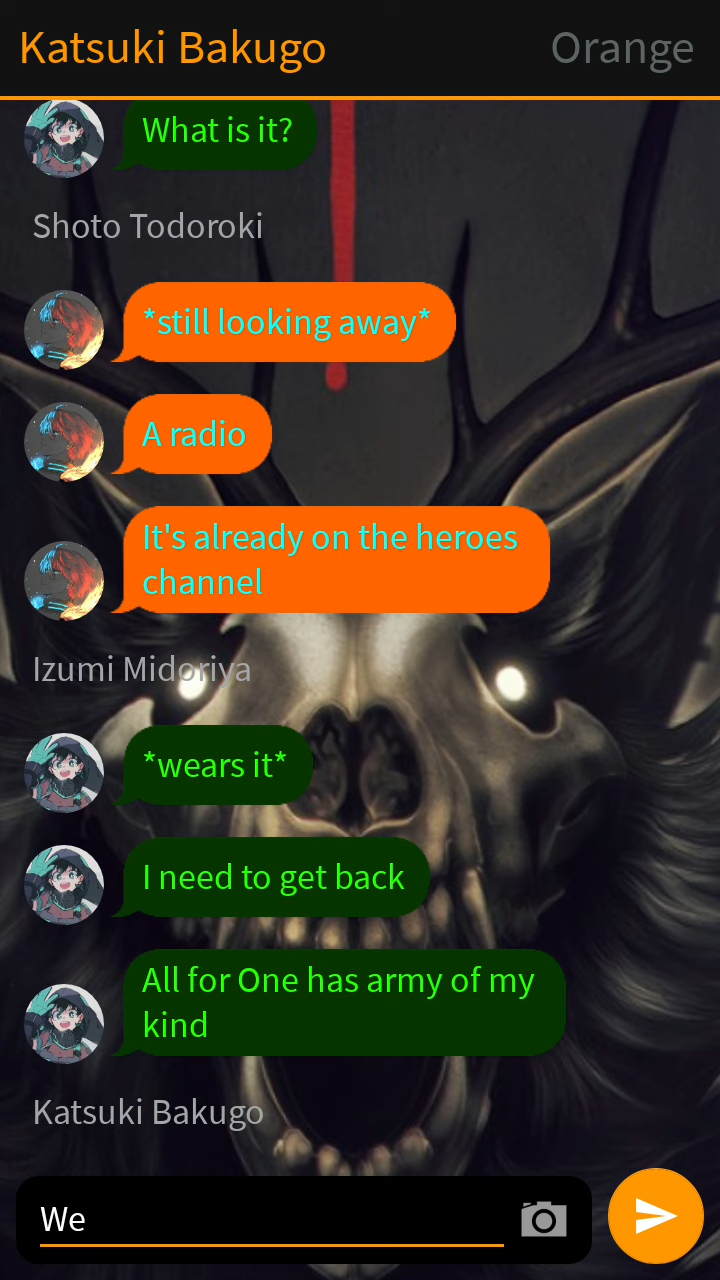 Katsuki Bakugo
Orange
What is it?
Shoto Todoroki
*still looking away*
A radio
It's already on the heroes
channel
Izumi Midoriya
*wears it*
I need to get back
All for One has army of my
kind
Katsuki Bakugo
We